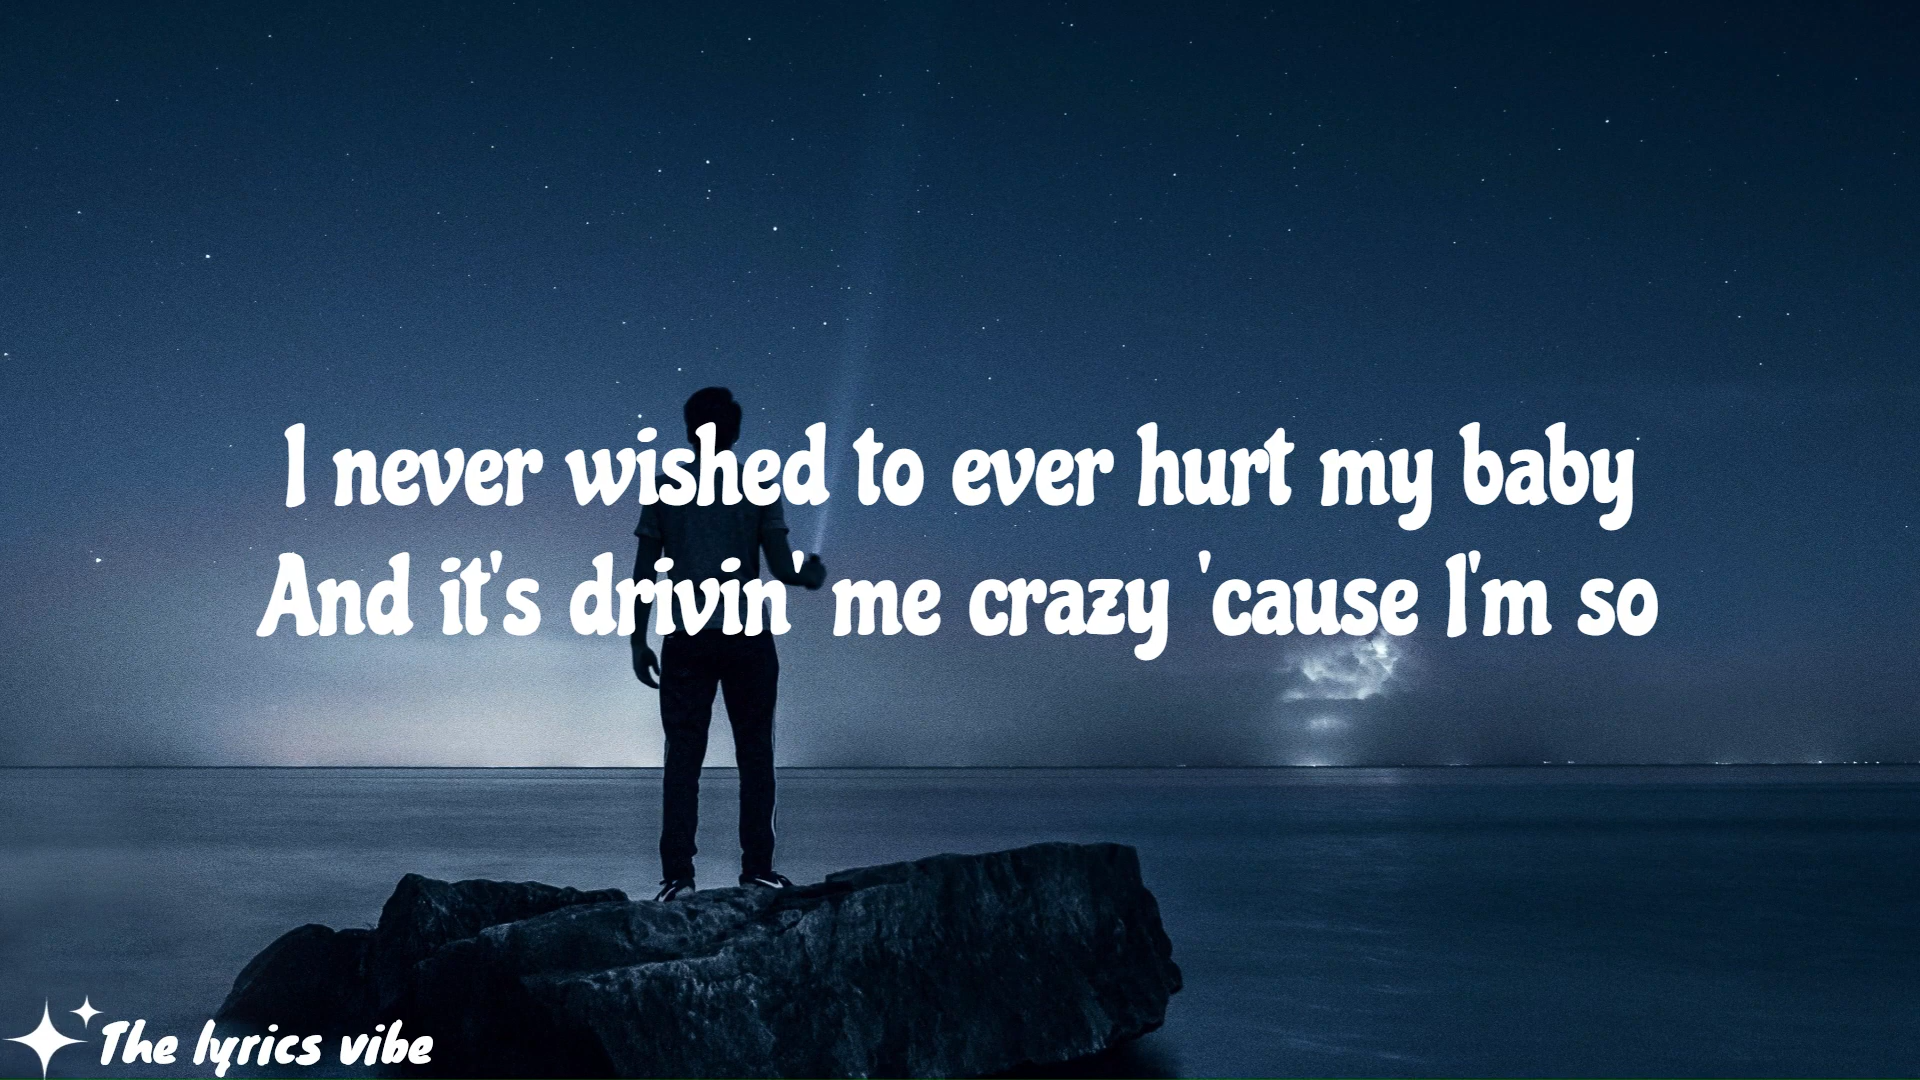 I never wished to ever hurt my baby
And it's drivin' me crazy 'cause I'm so
The lyrics vibe